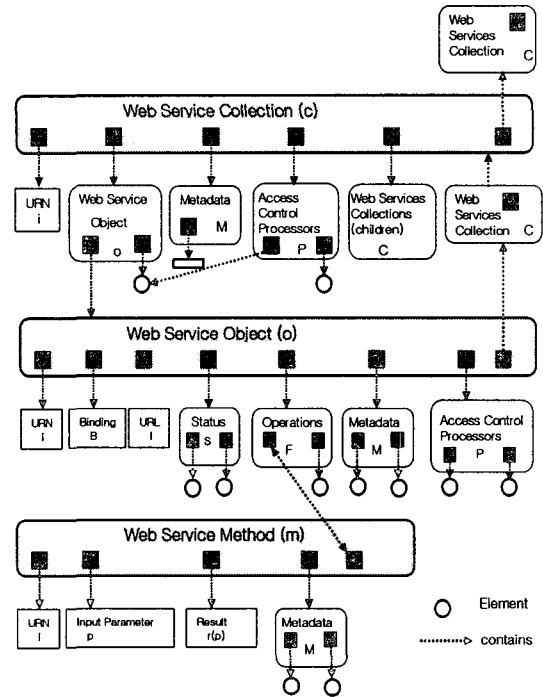 Web
Services
Collection
C
Web Service Collection (c)
URN
i
Web Service
Object
o
Metadata
M
Access
Control
Processors
P
Web Services
Collections
(children)
C
Web
Services
Collection
C
Web Service Object (o)
URN
i
Binding
B
URL
l
Status
s
Operations
F
Metadata
M
Access Control
Processors
P
Web Service Method (m)
URN
i
Input Parameter
p
Result
r(p)
Metadata
M
Element
contains